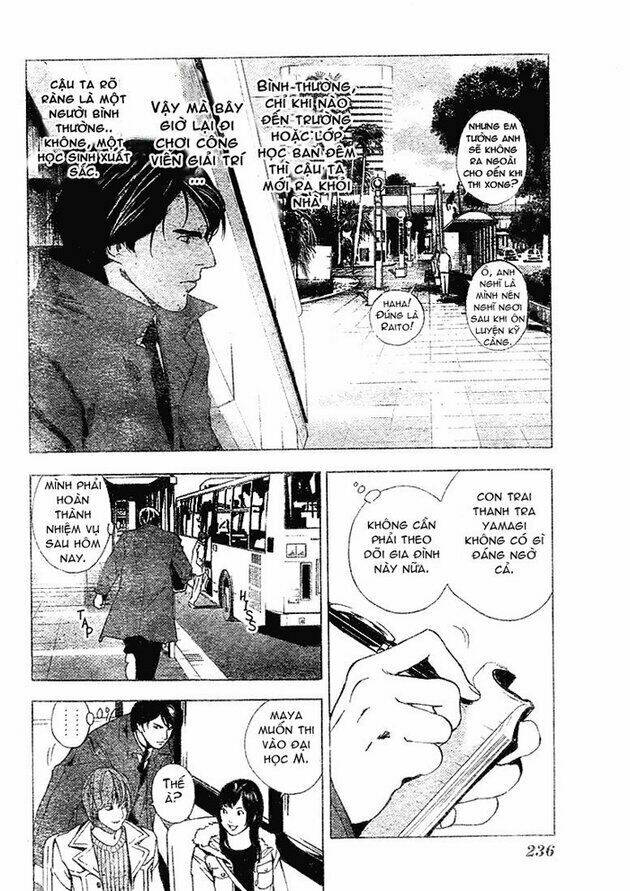 NHƯNG EM
TƯỞNG ANH
SẼ KHÔNG
RA NGOÀI
CHO ĐẾN KHI
THI XONG?
Ồ, ANH
NGHĨ LÀ
MÌNH NÊN
NGHĨ NGƠI
SAU KHI ÔN
LUYỆN KỸ
CÀNG.
HAHA!
ĐÚNG LÀ
RAITO!
BÌNH THƯỜNG,
CHỈ KHI NÀO
ĐẾN TRƯỜNG
HOẶC LỚP
HỌC BAN ĐÊM
THÌ CẬU TA
MỚI RA KHỎI
NHÀ
VẬY MÀ BÂY
GIỜ LẠI ĐI
CHƠI CÔNG
VIÊN GIẢI TRÍ
...
CẬU TA RÕ
RÀNG LÀ MỘT
NGƯỜI BÌNH
THƯỜNG..
KHÔNG, MỘT
HỌC SINH XUẤT
SẮC.
CON TRAI
THANH TRA
YAMAGI
KHÔNG CÓ GÌ
ĐÁNG NGỜ
CẢ.
KHÔNG CẦN
PHẢI THEO
DÕI GIA ĐÌNH
NÀY NỮA.
MÌNH PHẢI
HOÀN
THÀNH
NHIỆM VỤ
SAU HÔM
NAY.
HISS
TAP
MAYA
MUỐN THI
VÀO ĐẠI
HỌC M.
THẾ
À?
......
236